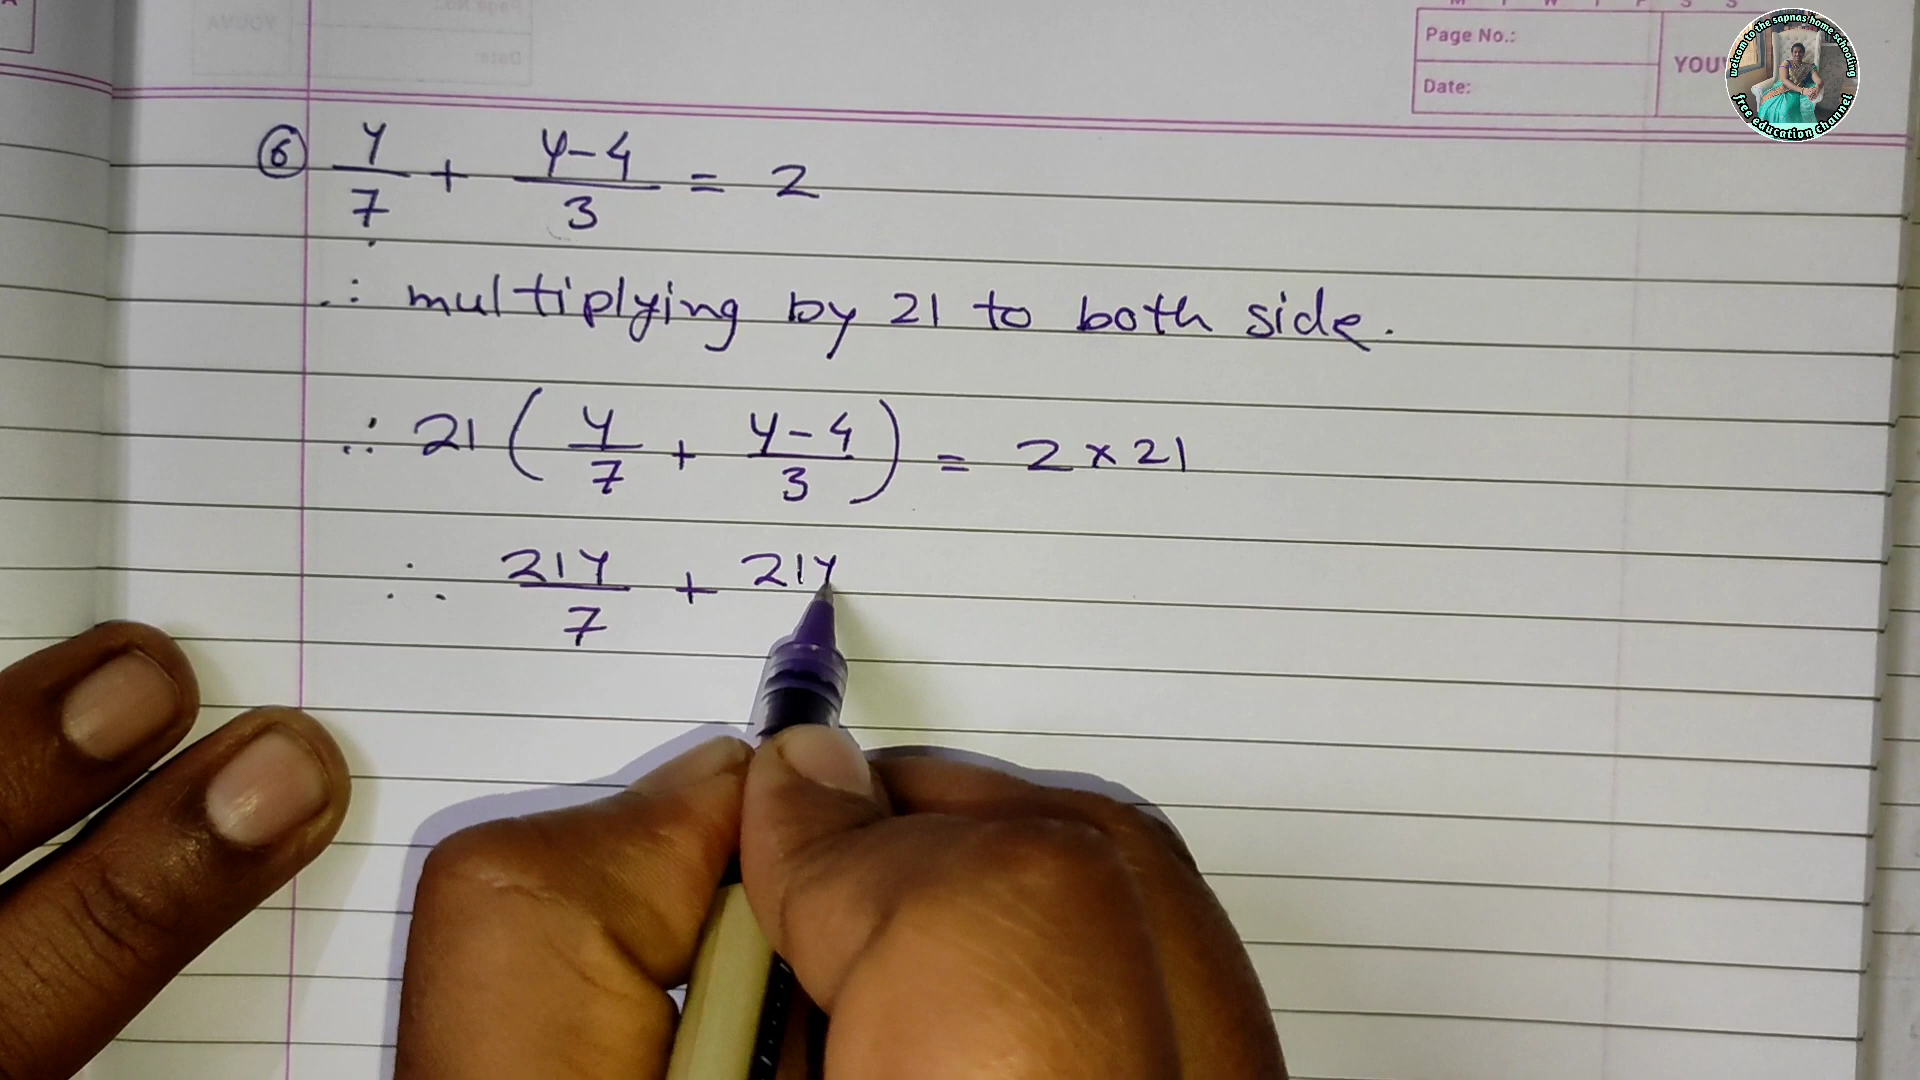 M T W T F S S
Page No.:
YOU
Date:
welcom to the sapnas home schooling
free education channel
⑥ y/7 + y-4/3 = 2
∴ multiplying by 21 to both side.
∴ 21 ( y/7 + y-4/3 ) = 2 × 21
∴ 21y/7 + 21y